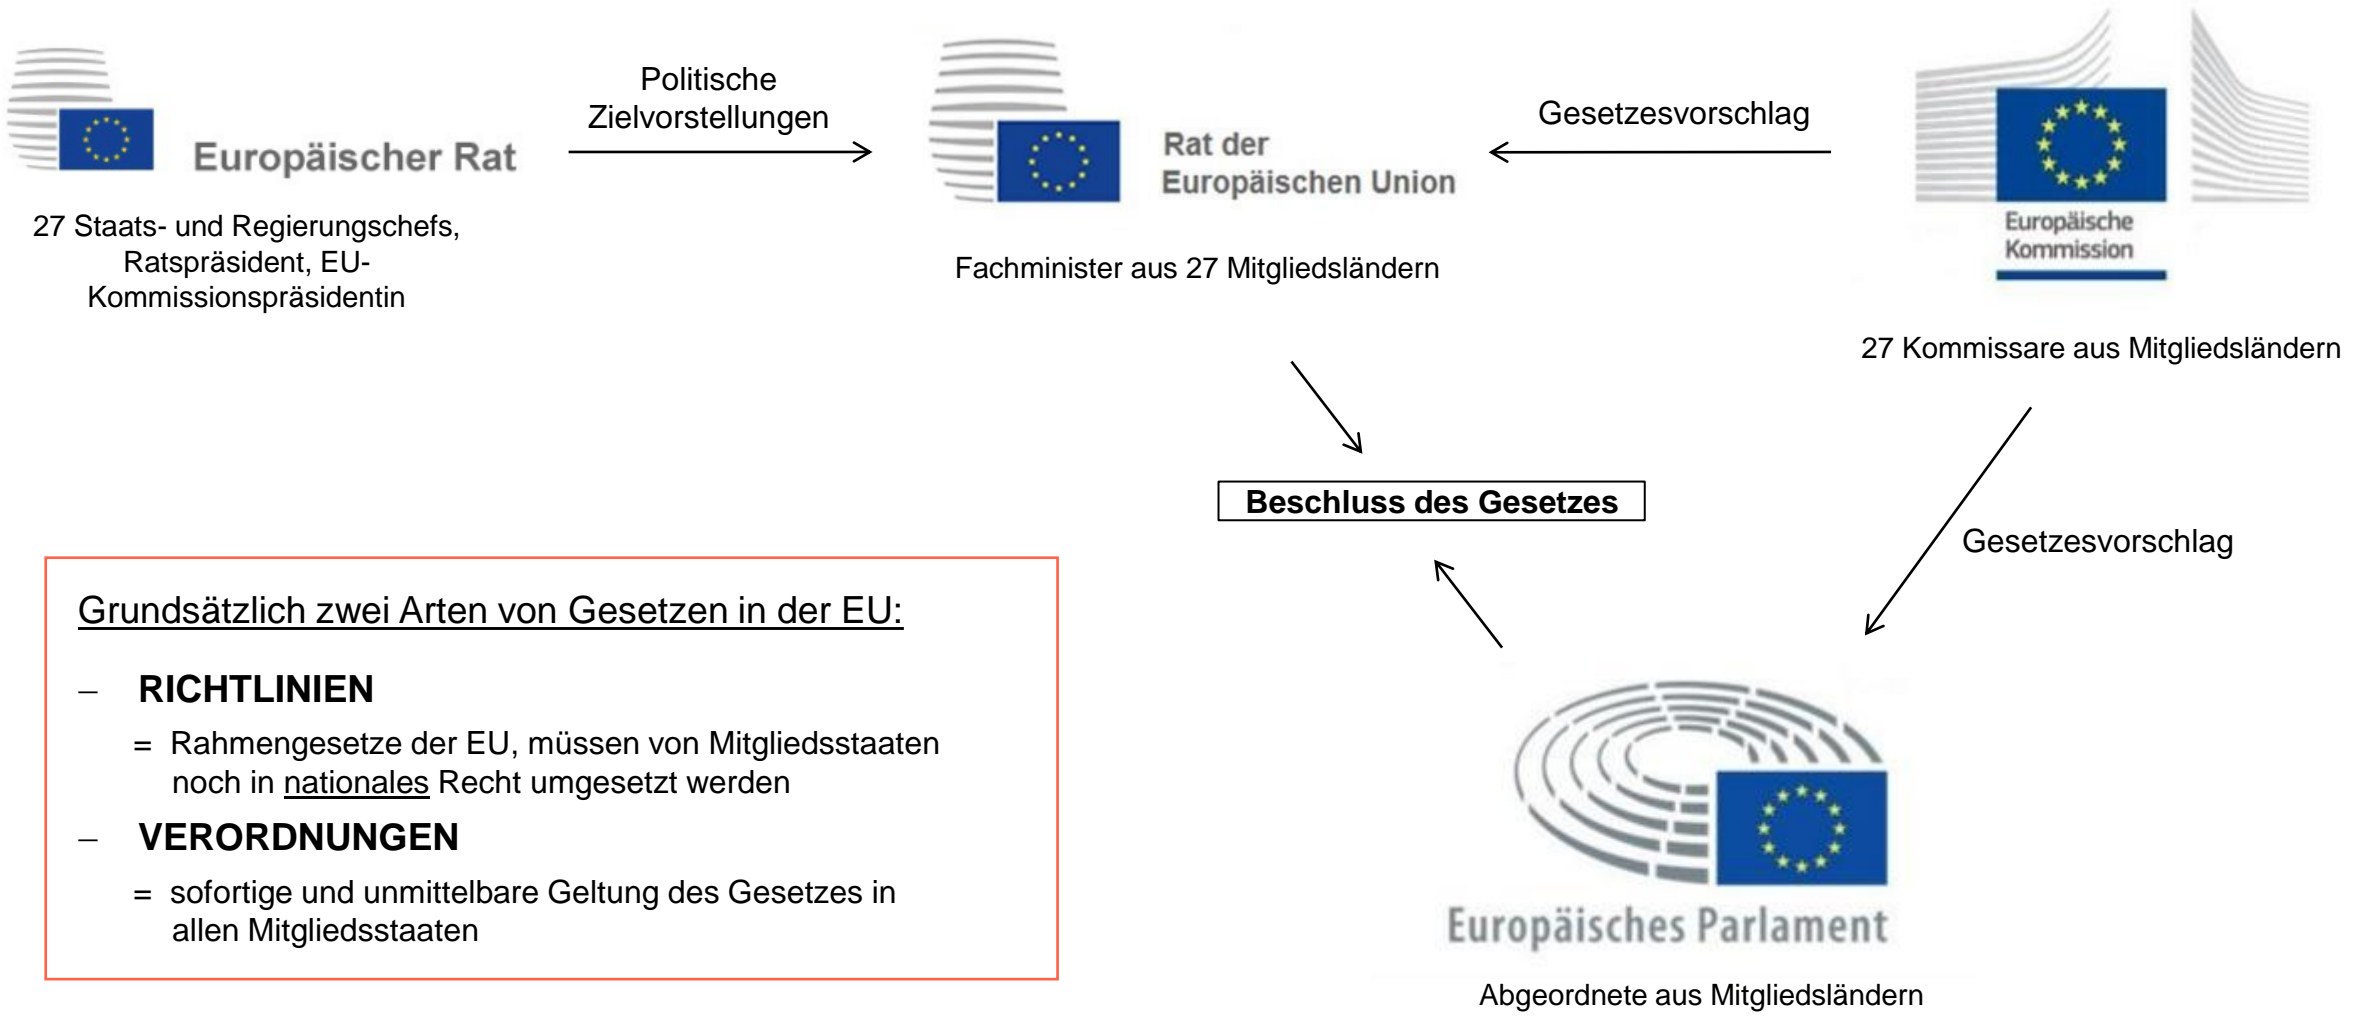 Europäischer Rat
27 Staats- und Regierungschefs,
Ratspräsident, EU-
Kommissionspräsidentin
Politische
Zielvorstellungen
Rat der
Europäischen Union
Fachminister aus 27 Mitgliedsländern
Gesetzesvorschlag
Europäische
Kommission
27 Kommissare aus Mitgliedsländern
Beschluss des Gesetzes
Gesetzesvorschlag
Grundsätzlich zwei Arten von Gesetzen in der EU:
– RICHTLINIEN
= Rahmengesetze der EU, müssen von Mitgliedsstaaten
noch in nationales Recht umgesetzt werden
– VERORDNUNGEN
= sofortige und unmittelbare Geltung des Gesetzes in
allen Mitgliedsstaaten
Europäisches Parlament
Abgeordnete aus Mitgliedsländern